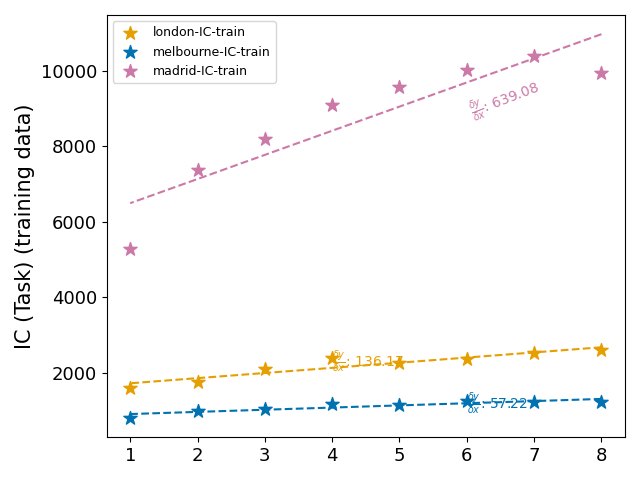 london-IC-train
melbourne-IC-train
madrid-IC-train
IC (Task) (training data)
10000
8000
6000
4000
2000
δy/δx: 639.08
δy/δx: 136.17
δy/δx: 57.22
1 2 3 4 5 6 7 8